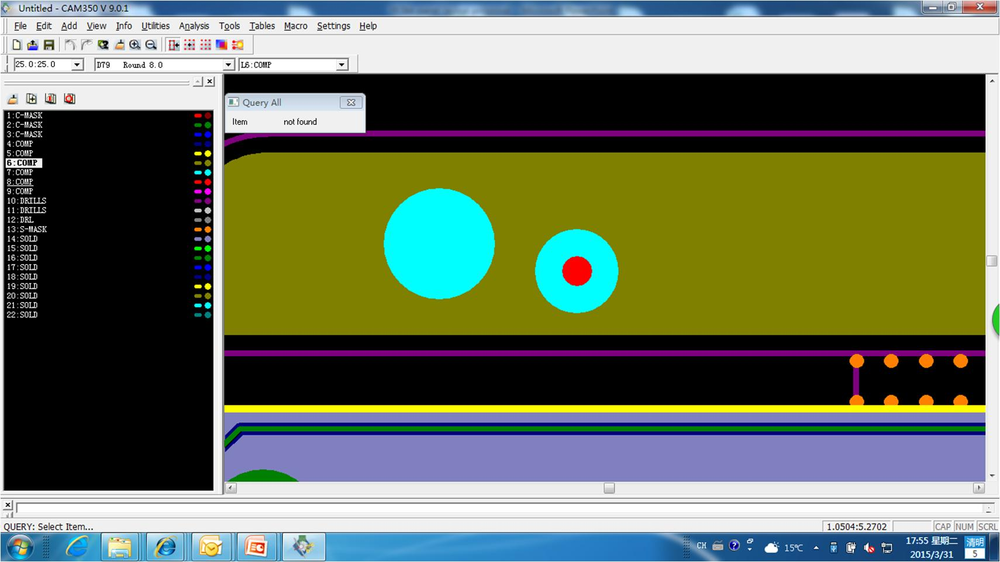 Untitled - CAM350 V 9.0.1
File Edit Add View Info Utilities Analysis Tools Tables Macro Settings Help
25.0:25.0 D79 Round 8.0 L6:COMP
Query All
Item not found
1:C-MASK
2:C-MASK
3:C-MASK
4:COMP
5:COMP
6:COMP
7:COMP
8:COMP
9:COMP
10:DRILLS
11:DRILLS
12:DRL
13:S-MASK
14:SOLD
15:SOLD
16:SOLD
17:SOLD
18:SOLD
19:SOLD
20:SOLD
21:SOLD
22:SOLD
QUERY: Select Item...
1.0504:5.2702 CAP NUM SCRL
CH 15℃ 17:55 星期二 清明
2015/3/31 5